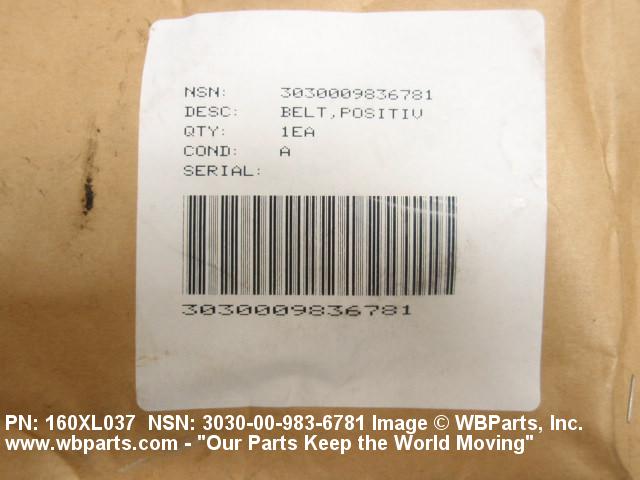 NSN: 3030009836781
DESC: BELT,POSITIV
QTY: 1EA
COND: A
SERIAL:
3030009836781
PN: 160XL037 NSN: 3030-00-983-6781 Image © WBParts, Inc.
www.wbparts.com - "Our Parts Keep the World Moving"